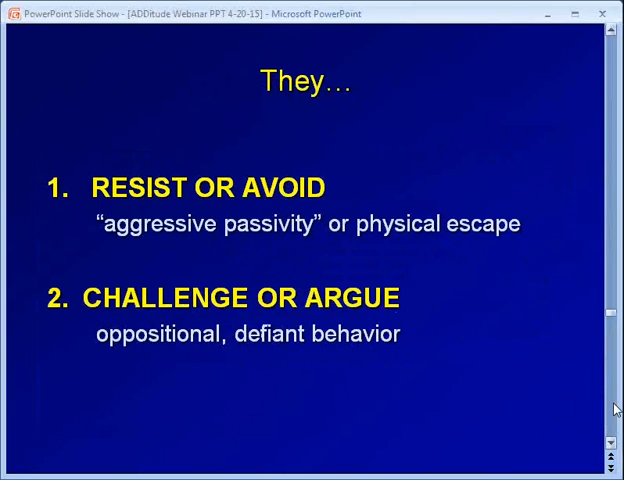 PowerPoint Slide Show - [ADDitude Webinar PPT 4-20-15] - Microsoft PowerPoint
They…
1. RESIST OR AVOID
“aggressive passivity” or physical escape
2. CHALLENGE OR ARGUE
oppositional, defiant behavior